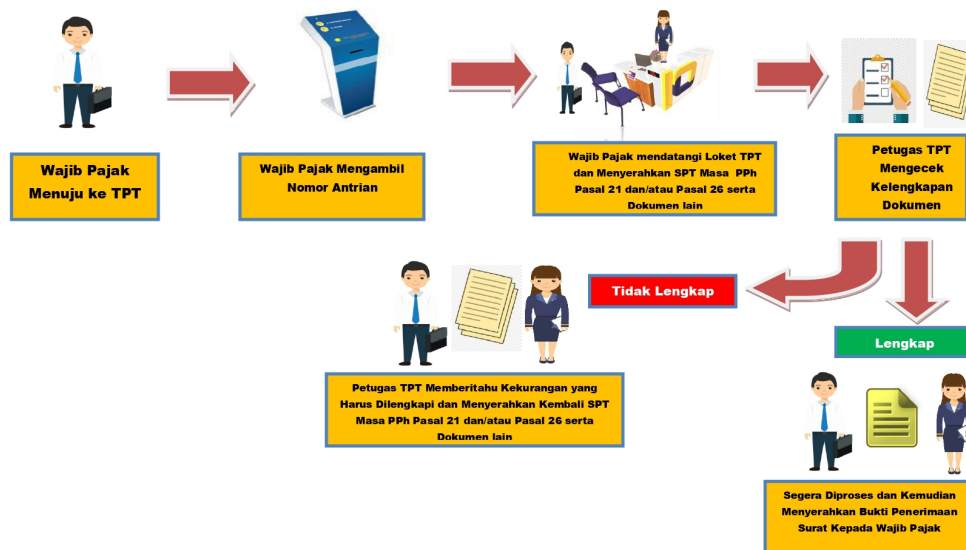 Wajib Pajak
Menuju ke TPT
Wajib Pajak Mengambil
Nomor Antrian
Wajib Pajak mendatangi Loket TPT
dan Menyerahkan SPT Masa PPh
Pasal 21 dan/atau Pasal 26 serta
Dokumen lain
Petugas TPT
Mengecek
Kelengkapan
Dokumen
Tidak Lengkap
Lengkap
Petugas TPT Memberitahu Kekurangan yang
Harus Dilengkapi dan Menyerahkan Kembali SPT
Masa PPh Pasal 21 dan/atau Pasal 26 serta
Dokumen lain
Segera Diproses dan Kemudian
Menyerahkan Bukti Penerimaan
Surat Kepada Wajib Pajak